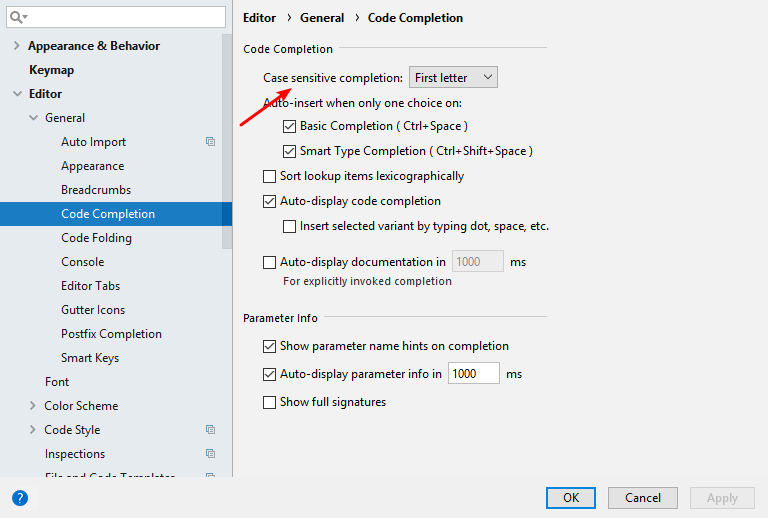 Editor › General › Code Completion
Appearance & Behavior
Keymap
Editor
General
Auto Import
Appearance
Breadcrumbs
Code Completion
Code Folding
Console
Editor Tabs
Gutter Icons
Postfix Completion
Smart Keys
Font
Color Scheme
Code Style
Inspections
File and Code Templates
Code Completion
Case sensitive completion: First letter
Auto-insert when only one choice on:
Basic Completion ( Ctrl+Space )
Smart Type Completion ( Ctrl+Shift+Space )
Sort lookup items lexicographically
Auto-display code completion
Insert selected variant by typing dot, space, etc.
Auto-display documentation in 1000 ms
For explicitly invoked completion
Parameter Info
Show parameter name hints on completion
Auto-display parameter info in 1000 ms
Show full signatures
? OK Cancel Apply